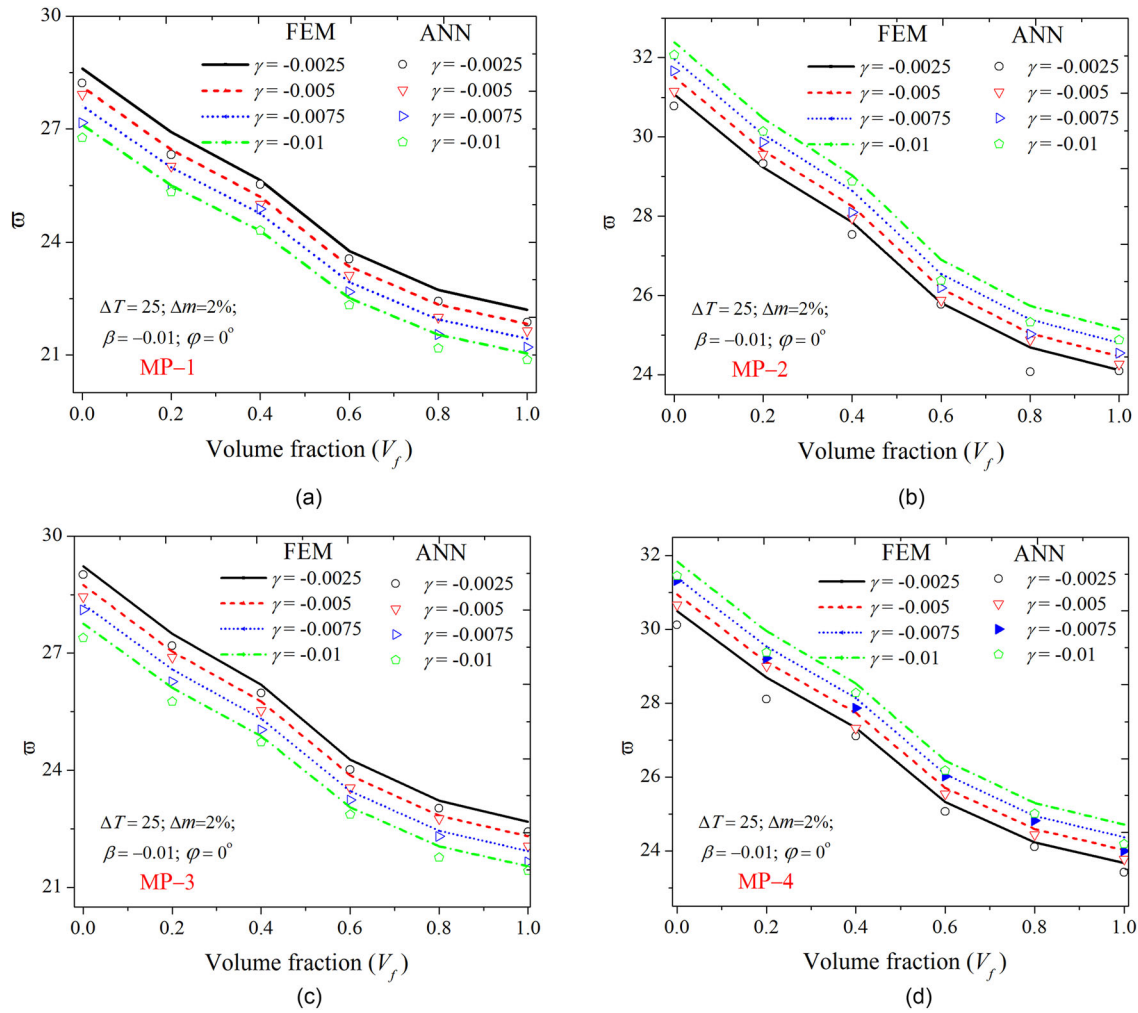 30
27
24
21
ϖ
FEM ANN
γ = -0.0025 γ = -0.0025
γ = -0.005 γ = -0.005
γ = -0.0075 γ = -0.0075
γ = -0.01 γ = -0.01
ΔT = 25; Δm=2%;
β = –0.01; φ = 0°
MP–1
0.0 0.2 0.4 0.6 0.8 1.0
Volume fraction (V_f)
(a)
32
30
28
26
24
ϖ
FEM ANN
γ = -0.0025 γ = -0.0025
γ = -0.005 γ = -0.005
γ = -0.0075 γ = -0.0075
γ = -0.01 γ = -0.01
ΔT = 25; Δm=2%;
β = –0.01; φ = 0°
MP–2
0.0 0.2 0.4 0.6 0.8 1.0
Volume fraction (V_f)
(b)
30
27
24
21
ϖ
FEM ANN
γ = -0.0025 γ = -0.0025
γ = -0.005 γ = -0.005
γ = -0.0075 γ = -0.0075
γ = -0.01 γ = -0.01
ΔT = 25; Δm=2%;
β = –0.01; φ = 0°
MP–3
0.0 0.2 0.4 0.6 0.8 1.0
Volume fraction (V_f)
(c)
32
30
28
26
24
ϖ
FEM ANN
γ = -0.0025 γ = -0.0025
γ = -0.005 γ = -0.005
γ = -0.0075 γ = -0.0075
γ = -0.01 γ = -0.01
ΔT = 25; Δm=2%;
β = –0.01; φ = 0°
MP–4
0.0 0.2 0.4 0.6 0.8 1.0
Volume fraction (V_f)
(d)